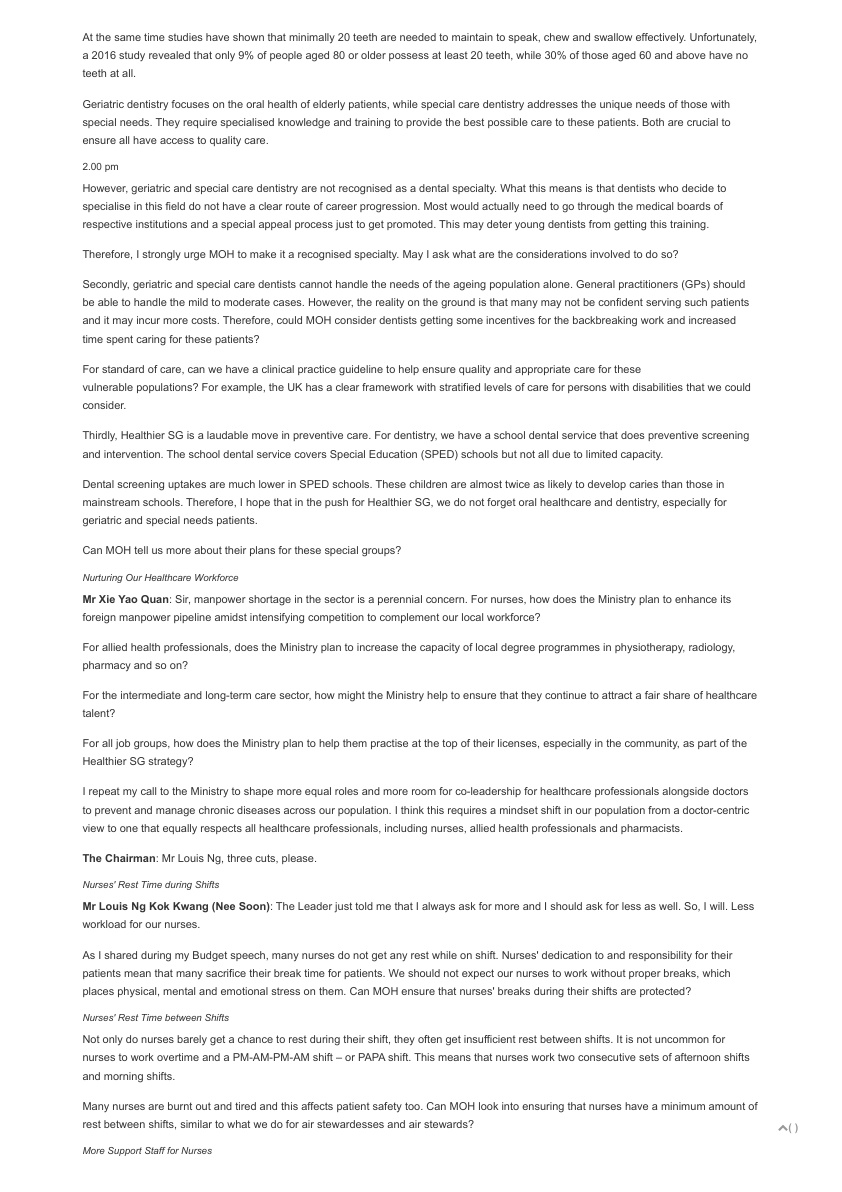 At the same time studies have shown that minimally 20 teeth are needed to maintain to speak, chew and swallow effectively. Unfortunately,
a 2016 study revealed that only 9% of people aged 80 or older possess at least 20 teeth, while 30% of those aged 60 and above have no
teeth at all.
Geriatric dentistry focuses on the oral health of elderly patients, while special care dentistry addresses the unique needs of those with
special needs. They require specialised knowledge and training to provide the best possible care to these patients. Both are crucial to
ensure all have access to quality care.
2.00 pm
However, geriatric and special care dentistry are not recognised as a dental specialty. What this means is that dentists who decide to
specialise in this field do not have a clear route of career progression. Most would actually need to go through the medical boards of
respective institutions and a special appeal process just to get promoted. This may deter young dentists from getting this training.
Therefore, I strongly urge MOH to make it a recognised specialty. May I ask what are the considerations involved to do so?
Secondly, geriatric and special care dentists cannot handle the needs of the ageing population alone. General practitioners (GPs) should
be able to handle the mild to moderate cases. However, the reality on the ground is that many may not be confident serving such patients
and it may incur more costs. Therefore, could MOH consider dentists getting some incentives for the backbreaking work and increased
time spent caring for these patients?
For standard of care, can we have a clinical practice guideline to help ensure quality and appropriate care for these
vulnerable populations? For example, the UK has a clear framework with stratified levels of care for persons with disabilities that we could
consider.
Thirdly, Healthier SG is a laudable move in preventive care. For dentistry, we have a school dental service that does preventive screening
and intervention. The school dental service covers Special Education (SPED) schools but not all due to limited capacity.
Dental screening uptakes are much lower in SPED schools. These children are almost twice as likely to develop caries than those in
mainstream schools. Therefore, I hope that in the push for Healthier SG, we do not forget oral healthcare and dentistry, especially for
geriatric and special needs patients.
Can MOH tell us more about their plans for these special groups?
Nurturing Our Healthcare Workforce
Mr Xie Yao Quan: Sir, manpower shortage in the sector is a perennial concern. For nurses, how does the Ministry plan to enhance its
foreign manpower pipeline amidst intensifying competition to complement our local workforce?
For allied health professionals, does the Ministry plan to increase the capacity of local degree programmes in physiotherapy, radiology,
pharmacy and so on?
For the intermediate and long-term care sector, how might the Ministry help to ensure that they continue to attract a fair share of healthcare
talent?
For all job groups, how does the Ministry plan to help them practise at the top of their licenses, especially in the community, as part of the
Healthier SG strategy?
I repeat my call to the Ministry to shape more equal roles and more room for co-leadership for healthcare professionals alongside doctors
to prevent and manage chronic diseases across our population. I think this requires a mindset shift in our population from a doctor-centric
view to one that equally respects all healthcare professionals, including nurses, allied health professionals and pharmacists.
The Chairman: Mr Louis Ng, three cuts, please.
Nurses' Rest Time during Shifts
Mr Louis Ng Kok Kwang (Nee Soon): The Leader just told me that I always ask for more and I should ask for less as well. So, I will. Less
workload for our nurses.
As I shared during my Budget speech, many nurses do not get any rest while on shift. Nurses' dedication to and responsibility for their
patients mean that many sacrifice their break time for patients. We should not expect our nurses to work without proper breaks, which
places physical, mental and emotional stress on them. Can MOH ensure that nurses' breaks during their shifts are protected?
Nurses' Rest Time between Shifts
Not only do nurses barely get a chance to rest during their shift, they often get insufficient rest between shifts. It is not uncommon for
nurses to work overtime and a PM-AM-PM-AM shift – or PAPA shift. This means that nurses work two consecutive sets of afternoon shifts
and morning shifts.
Many nurses are burnt out and tired and this affects patient safety too. Can MOH look into ensuring that nurses have a minimum amount of
rest between shifts, similar to what we do for air stewardesses and air stewards?
( )
More Support Staff for Nurses